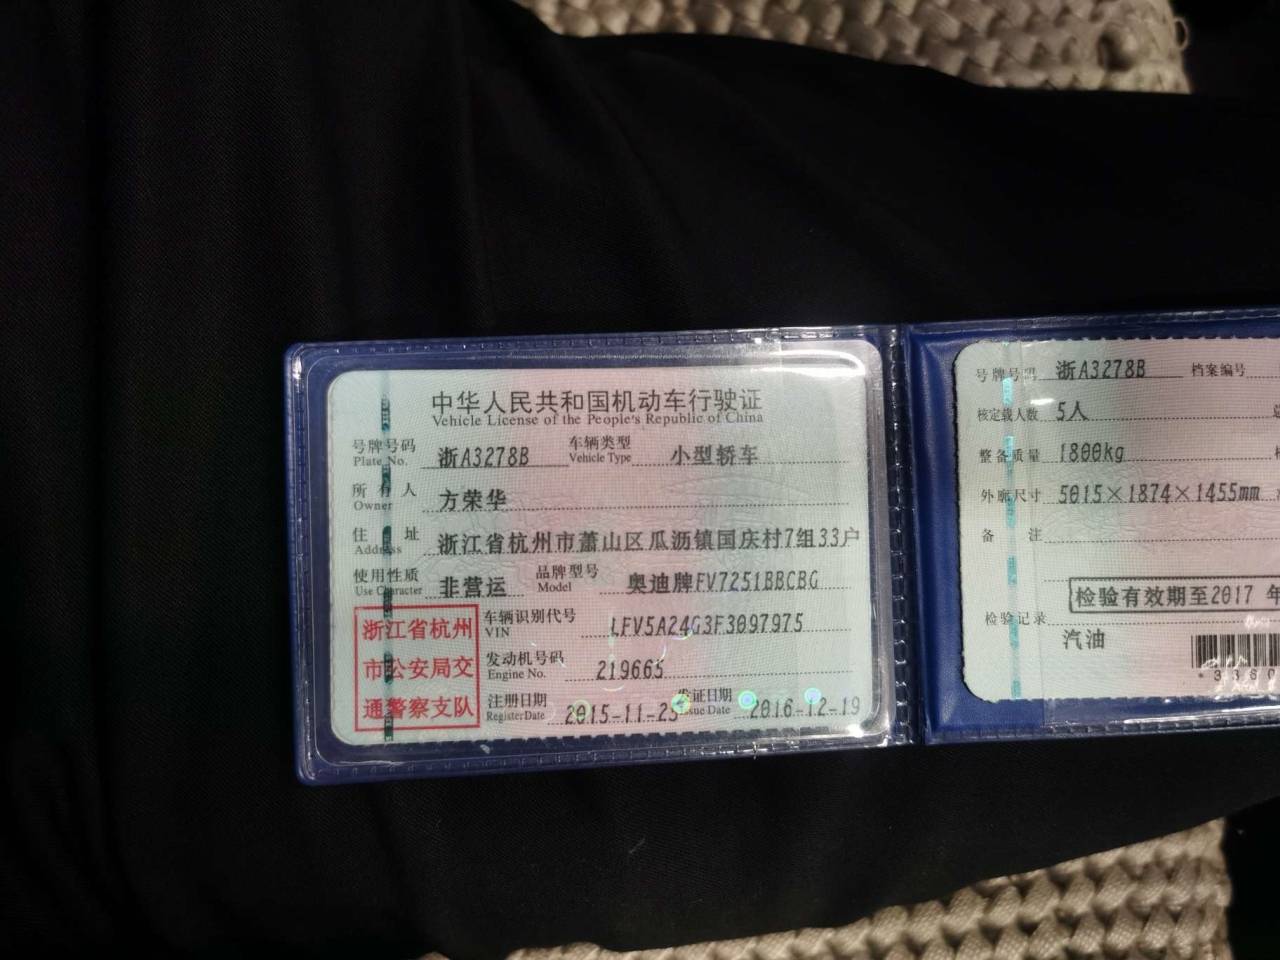 中华人民共和国机动车行驶证
Vehicle License of the People's Republic of China
号牌号码 浙A3278B 车辆类型 小型轿车
Plate No. Vehicle Type
所有人 方荣华
Owner
住址 浙江省杭州市萧山区瓜沥镇国庆村7组33户
Address
使用性质 非营运 品牌型号 奥迪牌FV7251BBCBG
Use Character Model
浙江省杭州
市公安局交
通警察支队
车辆识别代号 LFV5A24G3F3097975
VIN
发动机号码 219665
Engine No.
注册日期 2015-11-25 发证日期 2016-12-19
Register Date Issue Date
号牌号码 浙A3278B 档案编号
核定载人数 5人
整备质量 1800kg
外廓尺寸 5015×1874×1455mm
备注
检验有效期至2017 年
检验记录
汽油
*3360